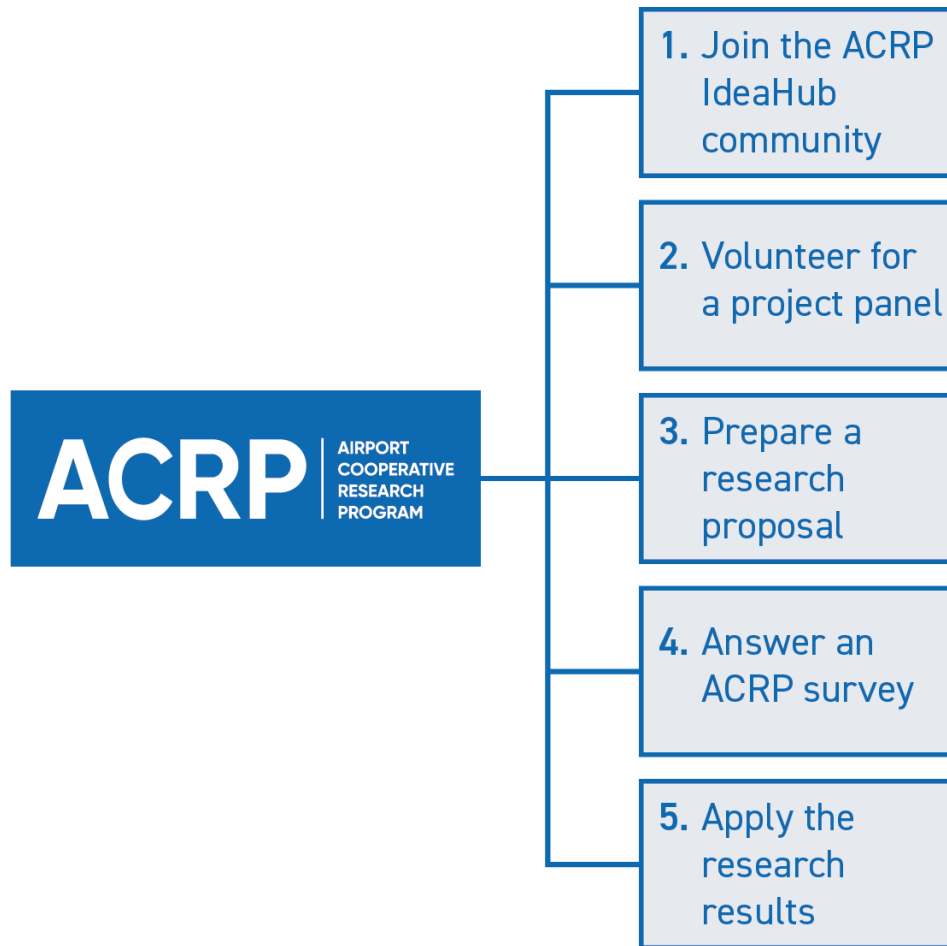 1. Join the ACRP
IdeaHub
community
2. Volunteer for
a project panel
ACRP
AIRPORT
COOPERATIVE
RESEARCH
PROGRAM
3. Prepare a
research
proposal
4. Answer an
ACRP survey
5. Apply the
research
results